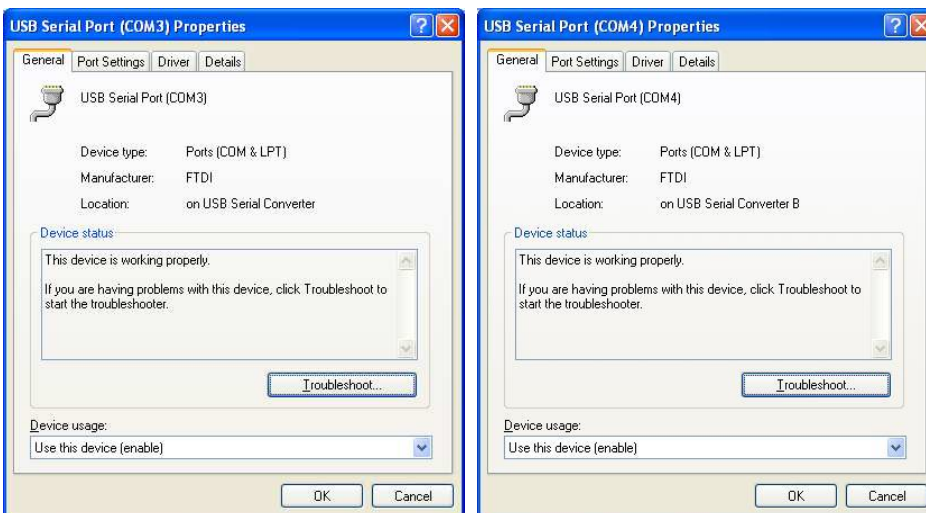 USB Serial Port (COM3) Properties
General Port Settings Driver Details
USB Serial Port (COM3)
Device type: Ports (COM & LPT)
Manufacturer: FTDI
Location: on USB Serial Converter
Device status
This device is working properly.
If you are having problems with this device, click Troubleshoot to
start the troubleshooter.
Troubleshoot...
Device usage:
Use this device (enable)
OK Cancel
USB Serial Port (COM4) Properties
General Port Settings Driver Details
USB Serial Port (COM4)
Device type: Ports (COM & LPT)
Manufacturer: FTDI
Location: on USB Serial Converter B
Device status
This device is working properly.
If you are having problems with this device, click Troubleshoot to
start the troubleshooter.
Troubleshoot...
Device usage:
Use this device (enable)
OK Cancel